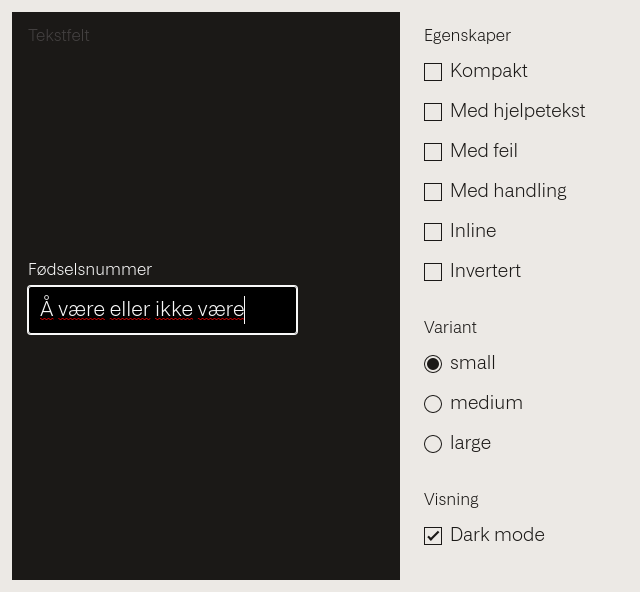 Tekstfelt
Fødselsnummer
Å være eller ikke være
Egenskaper
Kompakt
Med hjelpetekst
Med feil
Med handling
Inline
Invertert
Variant
small
medium
large
Visning
Dark mode